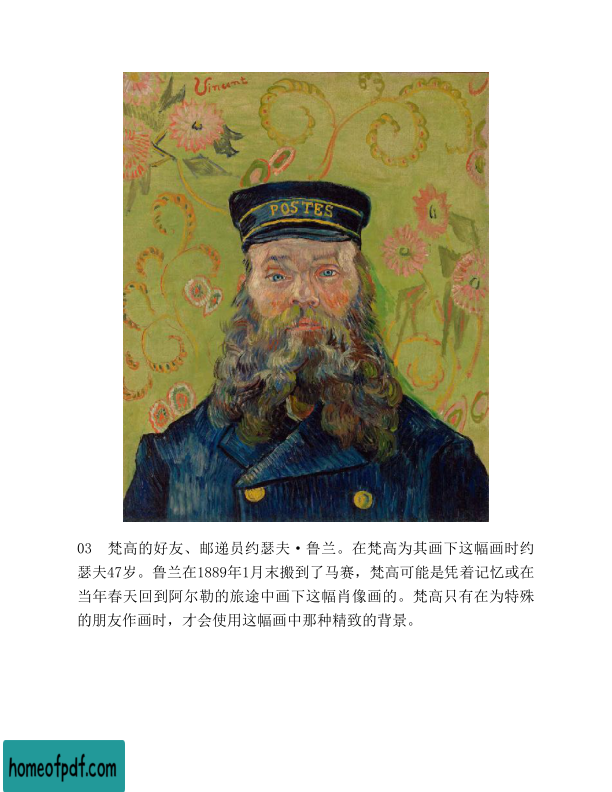 Vincent
POSTES
03 梵高的好友、邮递员约瑟夫·鲁兰。在梵高为其画下这幅画时约
瑟夫47岁。鲁兰在1889年1月末搬到了马赛，梵高可能是凭着记忆或在
当年春天回到阿尔勒的旅途中画下这幅肖像画的。梵高只有在为特殊
的朋友作画时，才会使用这幅画中那种精致的背景。
homeofpdf.com